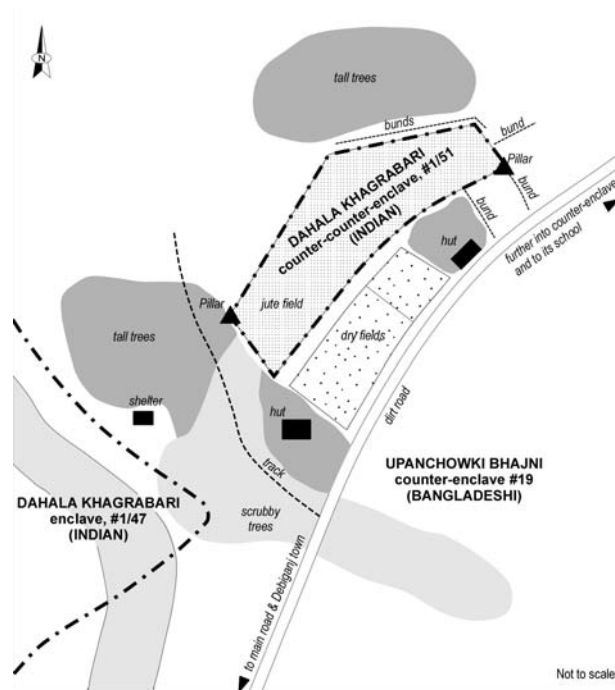 N
tall trees
bunds
bund
Pillar
bund
DAHALA KHAGRABARI
counter-counter-enclave, #1/51
(INDIAN)
bund
hut
further into counter-enclave
and to its school
Pillar
jute field
tall trees
dry fields
shelter
hut
dirt road
track
UPANCHOWKI BHAJNI
counter-enclave #19
(BANGLADESHI)
DAHALA KHAGRABARI
enclave, #1/47
(INDIAN)
scrubby
trees
to main road & Debiganj town
Not to scale